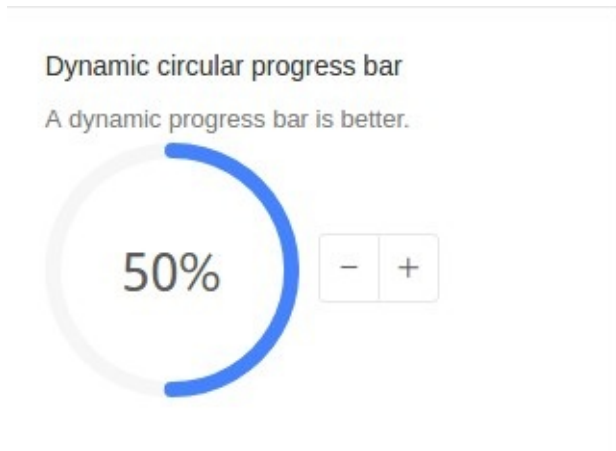 Dynamic circular progress bar
A dynamic progress bar is better.
50%
− +